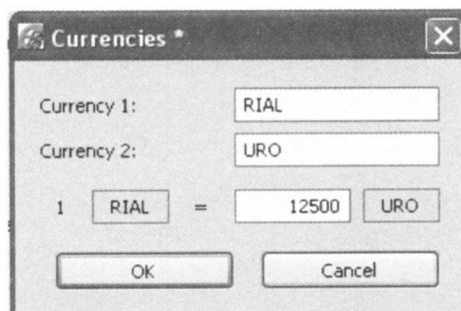 Currencies *
Currency 1: RIAL
Currency 2: URO
1 RIAL = 12500 URO
OK Cancel